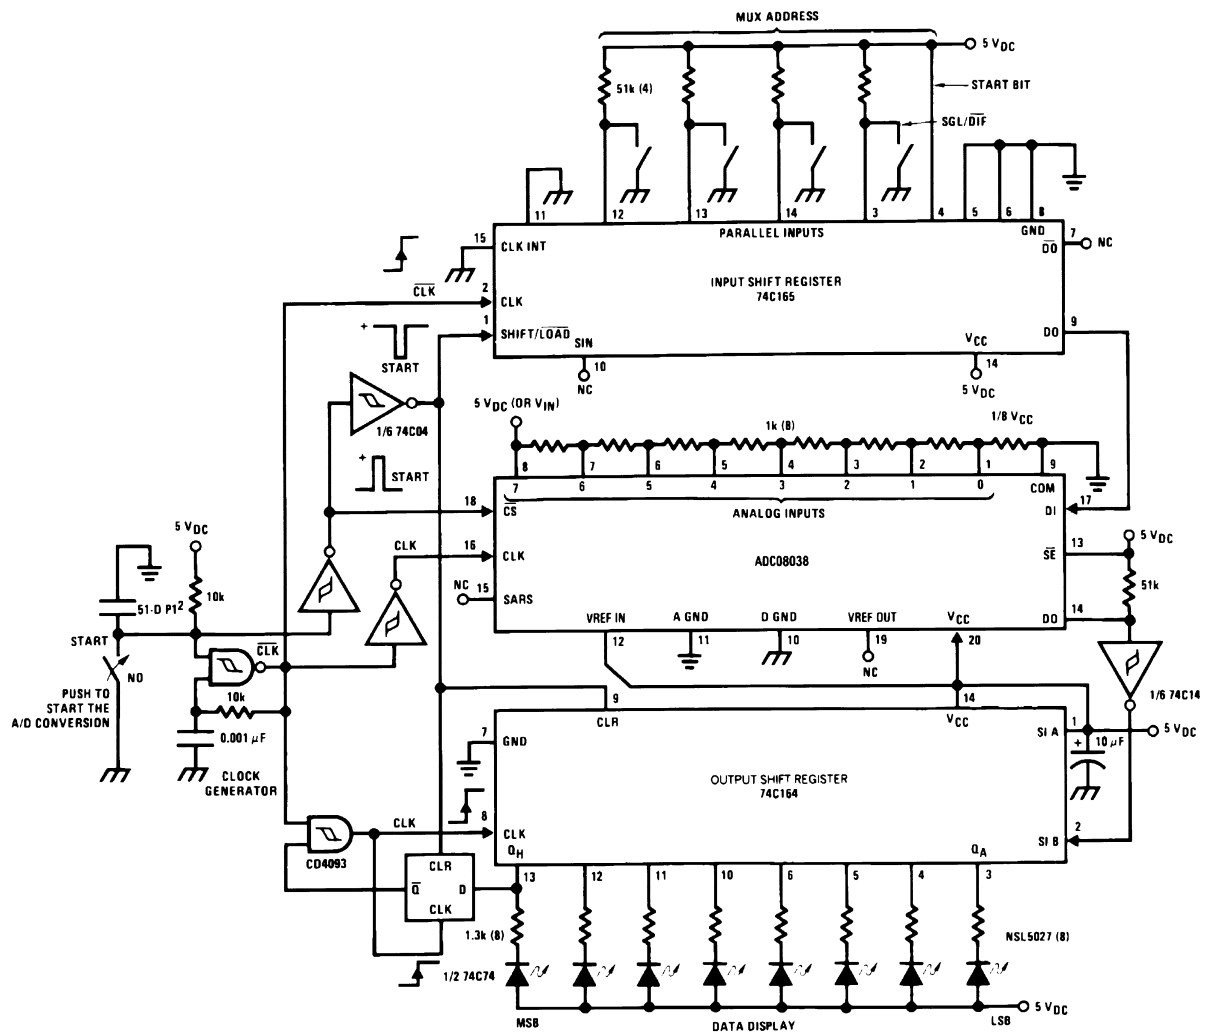 MUX ADDRESS
5 VDC
51k (4)
START BIT
SGL/DIF
11
12
13
14
3
4
5
6
8
PARALLEL INPUTS
GND
7
DO
NC
15
CLK INT
INPUT SHIFT REGISTER
74C165
CLK
2
CLK
1
SHIFT/LOAD
SIN
VCC
DO
9
+
START
10
NC
14
5 VDC
1/6 74C04
5 VDC (OR VIN)
1k (8)
1/8 VCC
8
7
6
5
4
3
2
1
9
7
6
5
4
3
2
1
0
COM
+
START
ANALOG INPUTS
DI
17
18
CS
5 VDC
CLK
16
CLK
ADC08038
SE
13
5 VDC
NC
15
SARS
51k
10k
51-D P1²
VREF IN
A GND
D GND
VREF OUT
VCC
DO
14
12
11
10
19
20
NC
START
NO
CLK
PUSH TO
START THE
A/D CONVERSION
10k
0.001 µF
CLOCK
GENERATOR
1/6 74C14
9
14
CLR
VCC
7
GND
SI A
1
5 VDC
+
10 µF
OUTPUT SHIFT REGISTER
74C164
CLK
8
CLK
SI B
2
CD4093
QH
QA
CLR
Q
D
CLK
13
12
11
10
6
5
4
3
1.3k (8)
NSL5027 (8)
1/2 74C74
MSB
DATA DISPLAY
LSB
5 VDC